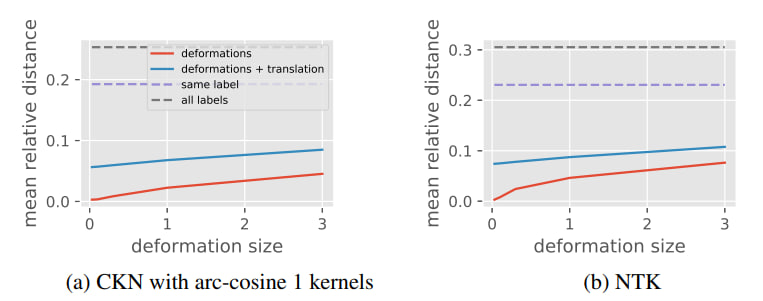 mean relative distance
0.2
0.1
0.0
0
1
2
3
deformation size
deformations
deformations + translation
same label
all labels
(a) CKN with arc-cosine 1 kernels
mean relative distance
0.3
0.2
0.1
0.0
0
1
2
3
deformation size
(b) NTK